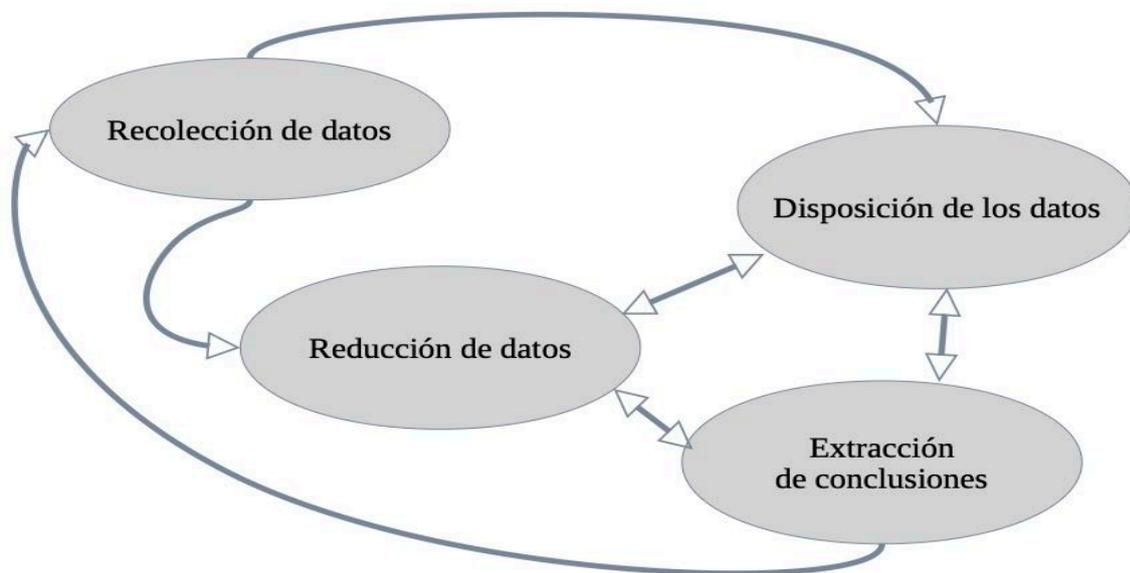 Recolección de datos
Disposición de los datos
Reducción de datos
Extracción
de conclusiones